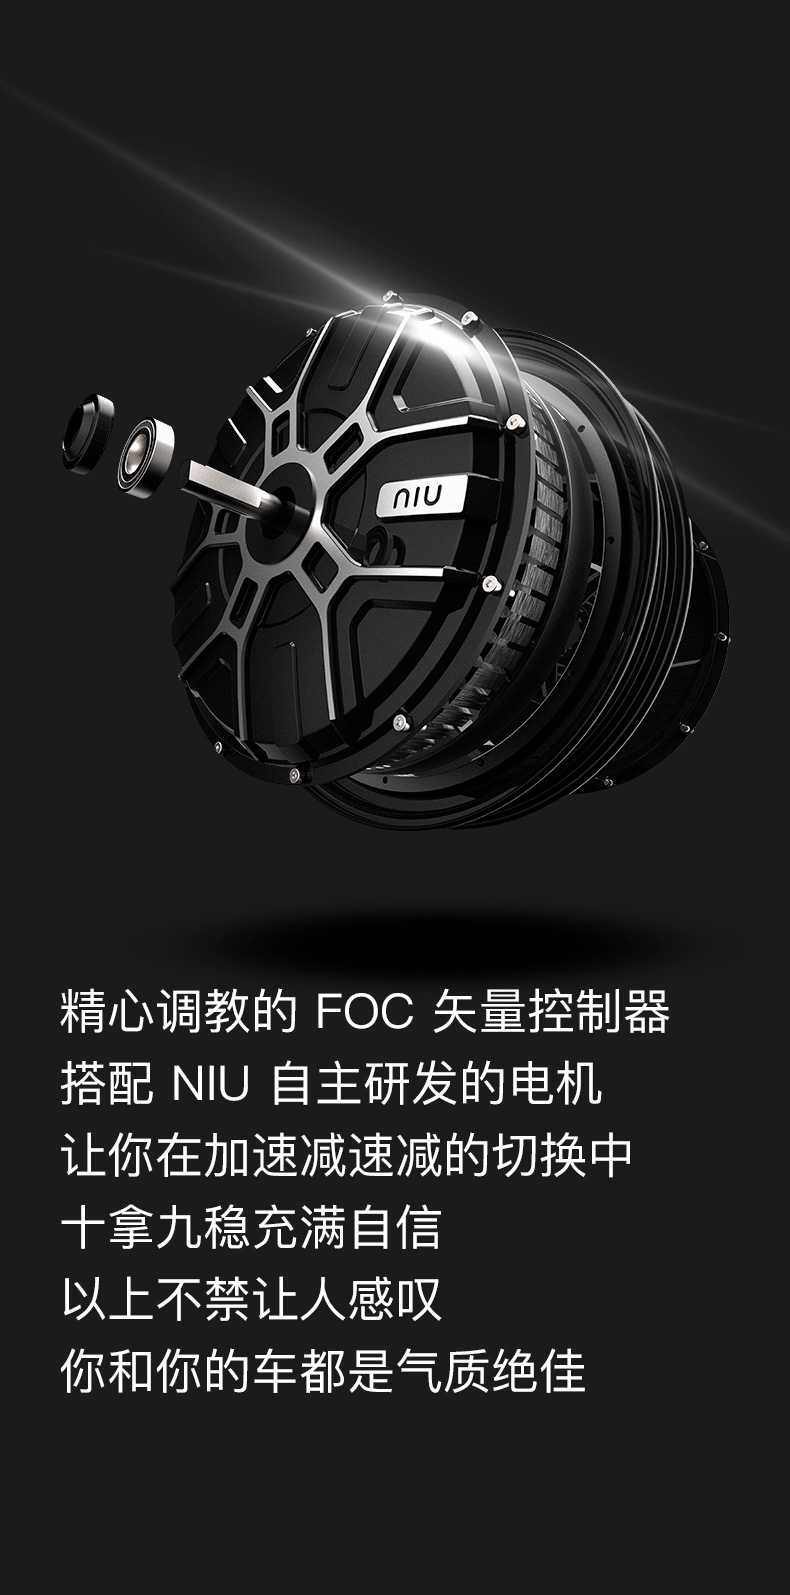 NIU
精心调教的 FOC 矢量控制器
搭配 NIU 自主研发的电机
让你在加速减速减的切换中
十拿九稳充满自信
以上不禁让人感叹
你和你的车都是气质绝佳